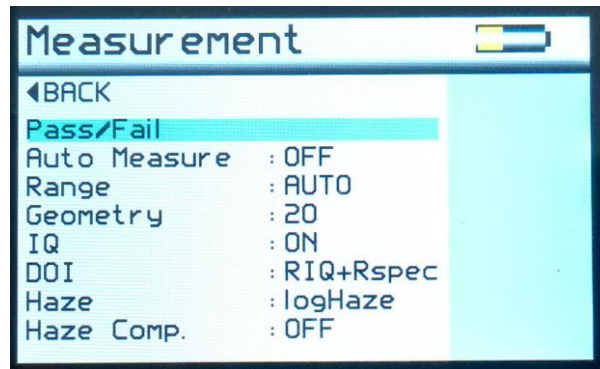 Measurement
◀BACK
Pass/Fail
Auto Measure : OFF
Range : AUTO
Geometry : 20
IQ : ON
DOI : RIQ+Rspec
Haze : logHaze
Haze Comp. : OFF